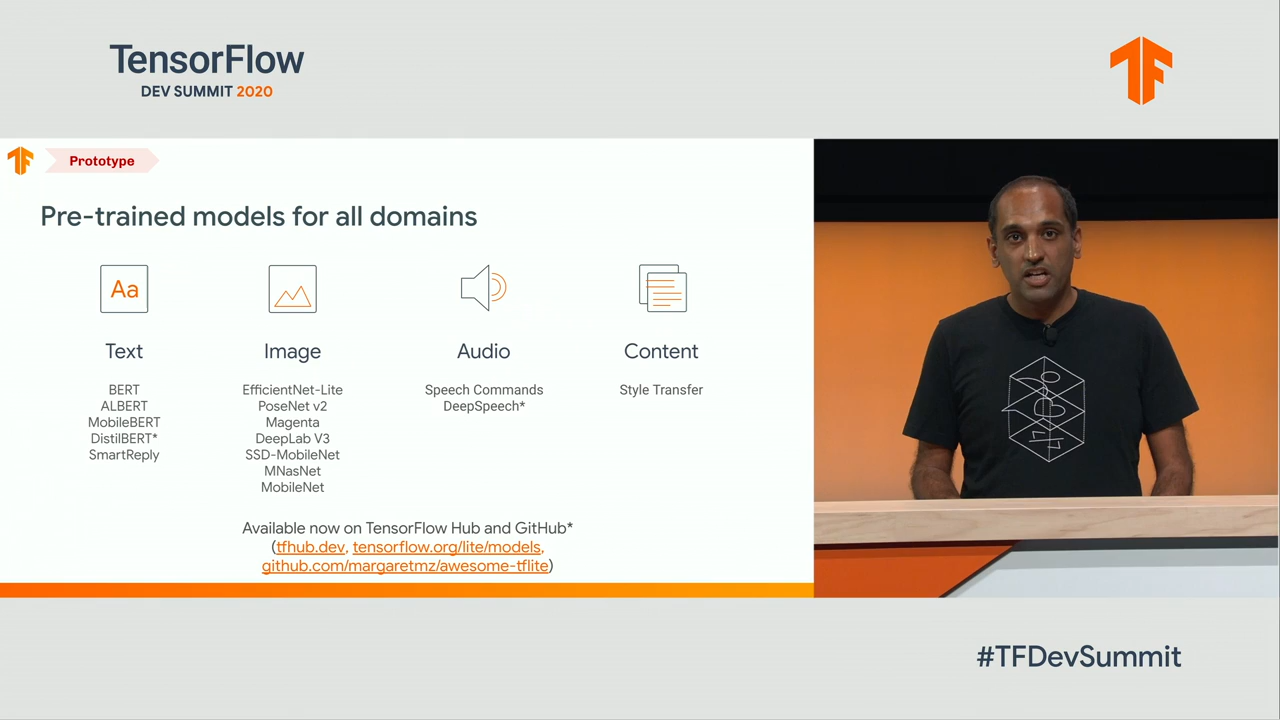 TensorFlow
DEV SUMMIT 2020
Prototype
Pre-trained models for all domains
Aa
Text
BERT
ALBERT
MobileBERT
DistilBERT*
SmartReply
Image
EfficientNet-Lite
PoseNet v2
Magenta
DeepLab V3
SSD-MobileNet
MNasNet
MobileNet
Audio
Speech Commands
DeepSpeech*
Content
Style Transfer
Available now on TensorFlow Hub and GitHub*
(tfhub.dev, tensorflow.org/lite/models,
github.com/margaretmz/awesome-tflite)
#TFDevSummit